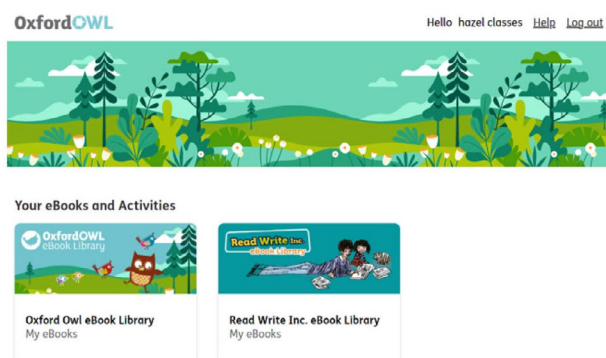 OxfordOWL
Hello hazel classes Help Log out
Your eBooks and Activities
OxfordOWL
eBook Library
Read Write Inc.
eBook Library
Oxford Owl eBook Library
My eBooks
Read Write Inc. eBook Library
My eBooks